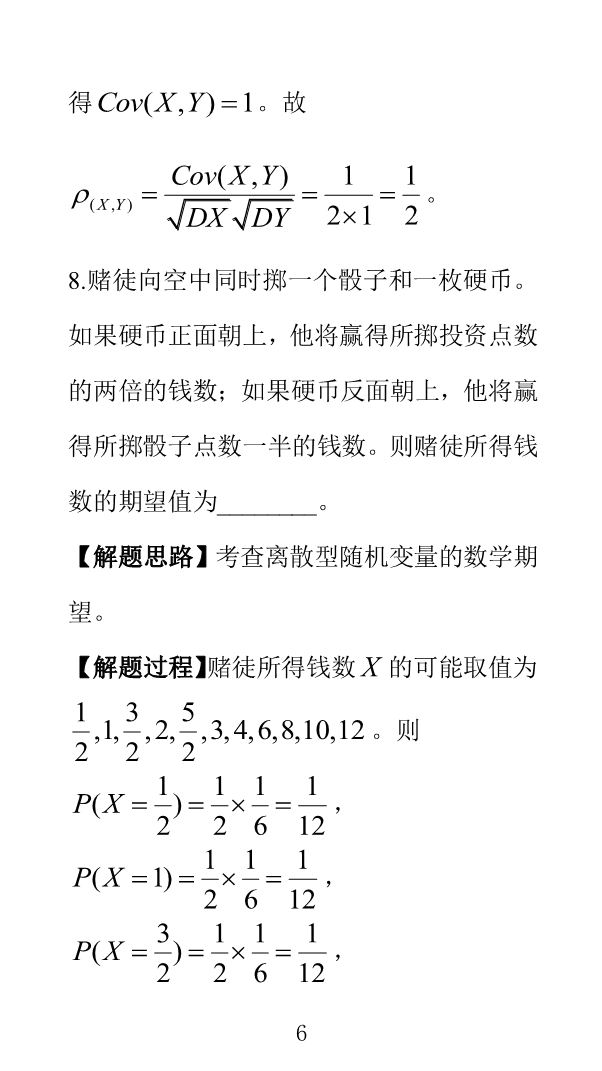 得Cov(X,Y)=1。故
ρ_{(X,Y)} = \frac{Cov(X,Y)}{\sqrt{DX}\sqrt{DY}} = \frac{1}{2×1} = \frac{1}{2}。
8.赌徒向空中同时掷一个骰子和一枚硬币。
如果硬币正面朝上，他将赢得所掷投资点数
的两倍的钱数；如果硬币反面朝上，他将赢
得所掷骰子点数一半的钱数。则赌徒所得钱
数的期望值为________。
【解题思路】考查离散型随机变量的数学期
望。
【解题过程】赌徒所得钱数X 的可能取值为
\frac{1}{2},1,\frac{3}{2},2,\frac{5}{2},3,4,6,8,10,12。则
P(X=\frac{1}{2})=\frac{1}{2}×\frac{1}{6}=\frac{1}{12}，
P(X=1)=\frac{1}{2}×\frac{1}{6}=\frac{1}{12}，
P(X=\frac{3}{2})=\frac{1}{2}×\frac{1}{6}=\frac{1}{12}，
6